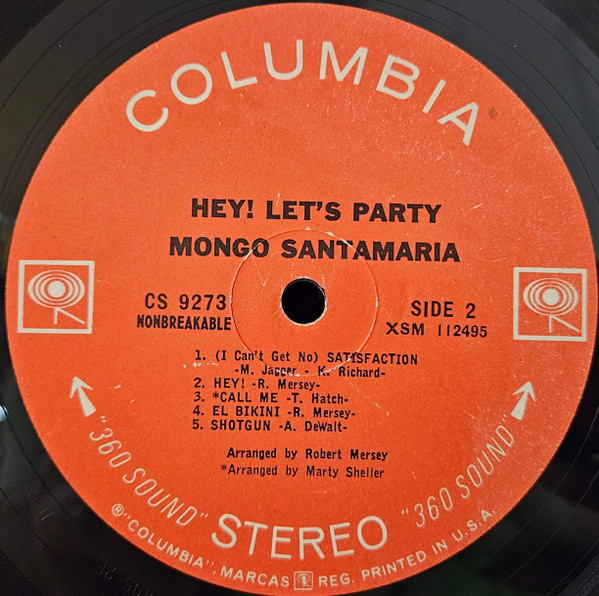 COLUMBIA
HEY! LET'S PARTY
MONGO SANTAMARIA
CS 9273
NONBREAKABLE
SIDE 2
XSM 112495
1. (I Can't Get No) SATISFACTION
-M. Jagger - K. Richard-
2. HEY! -R. Mersey-
3. *CALL ME -T. Hatch-
4. EL BIKINI -R. Mersey-
5. SHOTGUN -A. DeWalt-
Arranged by Robert Mersey
*Arranged by Marty Sheller
"360 SOUND" STEREO "360 SOUND"
® "COLUMBIA", MARCAS REG. PRINTED IN U.S.A.